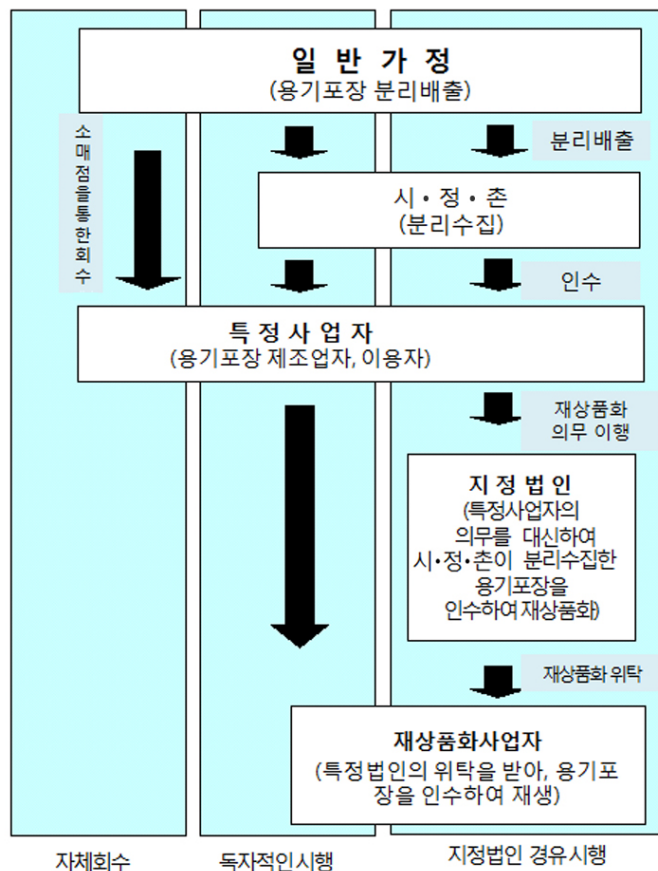 일 반 가 정
(용기포장 분리배출)
소매점을통한회수
분리배출
시・정・촌
(분리수집)
인수
특 정 사 업 자
(용기포장 제조업자, 이용자)
재상품화
의무 이행
지 정 법 인
(특정사업자의
의무를 대신하여
시・정・촌이 분리수집한
용기포장을
인수하여 재상품화)
재상품화 위탁
재상품화사업자
(특정법인의 위탁을 받아, 용기포
장을 인수하여 재생)
자체회수
독자적인 시행
지정법인 경유 시행